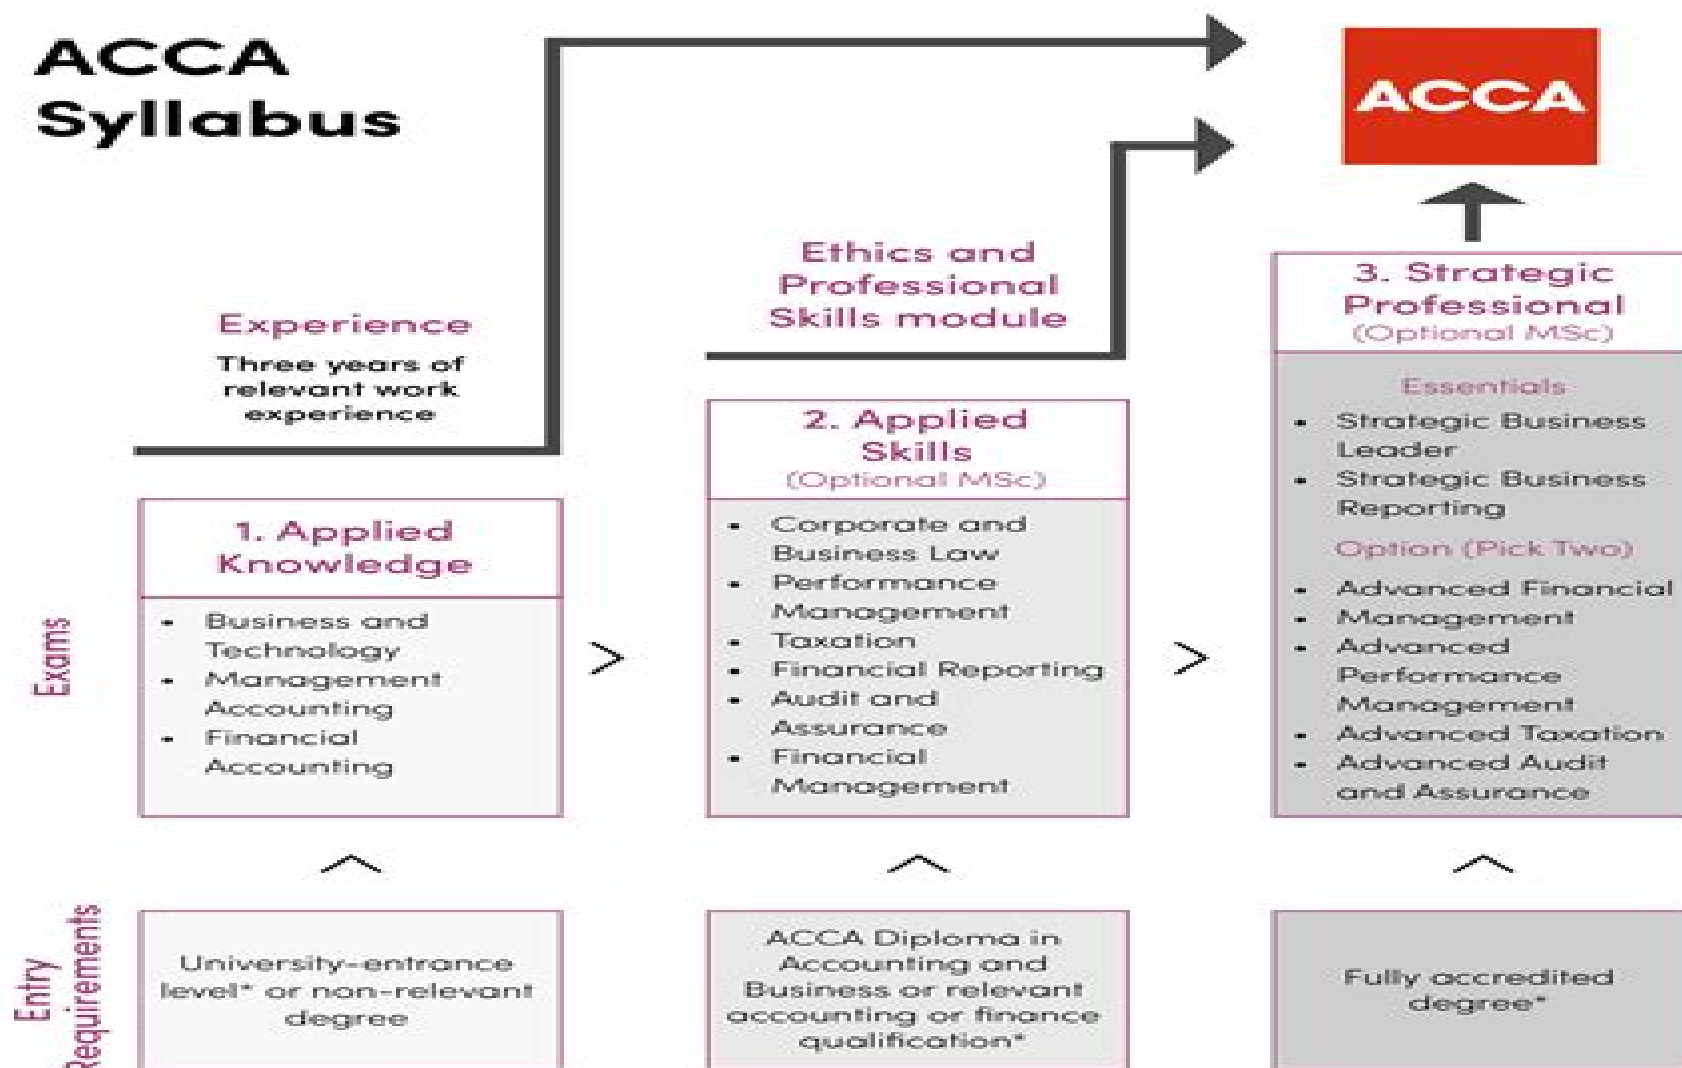 ACCA
Syllabus
ACCA
Experience
Three years of
relevant work
experience
Ethics and
Professional
Skills module
1. Applied
Knowledge
• Business and
Technology
• Management
Accounting
• Financial
Accounting
>
2. Applied
Skills
(Optional MSc)
• Corporate and
Business Law
• Performance
Management
• Taxation
• Financial Reporting
• Audit and
Assurance
• Financial
Management
>
3. Strategic
Professional
(Optional MSc)
Essentials
• Strategic Business
Leader
• Strategic Business
Reporting
Option (Pick Two)
• Advanced Financial
• Management
• Advanced
Performance
Management
• Advanced Taxation
• Advanced Audit
and Assurance
Exams
Entry
Requirements
University-entrance
level* or non-relevant
degree
ACCA Diploma in
Accounting and
Business or relevant
accounting or finance
qualification*
Fully accredited
degree*